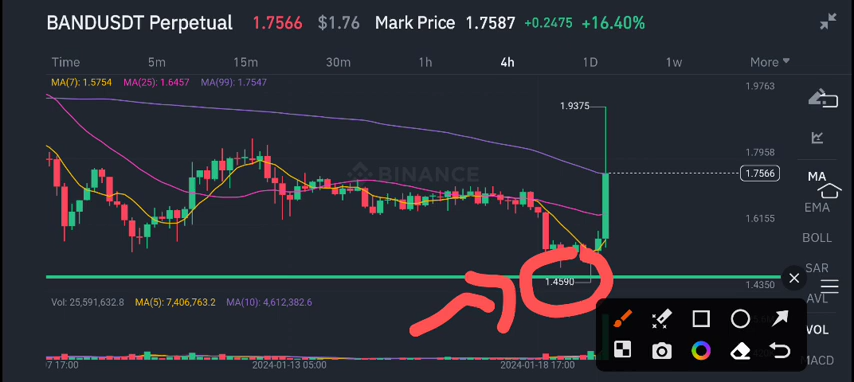 BANDUSDT Perpetual 1.7566 $1.76 Mark Price 1.7587 +0.2475 +16.40%
Time 5m 15m 30m 1h 4h 1D 1w More
MA(7): 1.5754 MA(25): 1.6457 MA(99): 1.7547
1.9763
1.9375
1.7958
BINANCE
1.7566
MA
EMA
1.6155
BOLL
SAR
1.4590
1.4350
AVL
Vol: 25,591,632.8 MA(5): 7,406,763.2 MA(10): 4,612,382.6
VOL
MACD
/7 17:00 2024-01-13 05:00 2024-01-18 17:00